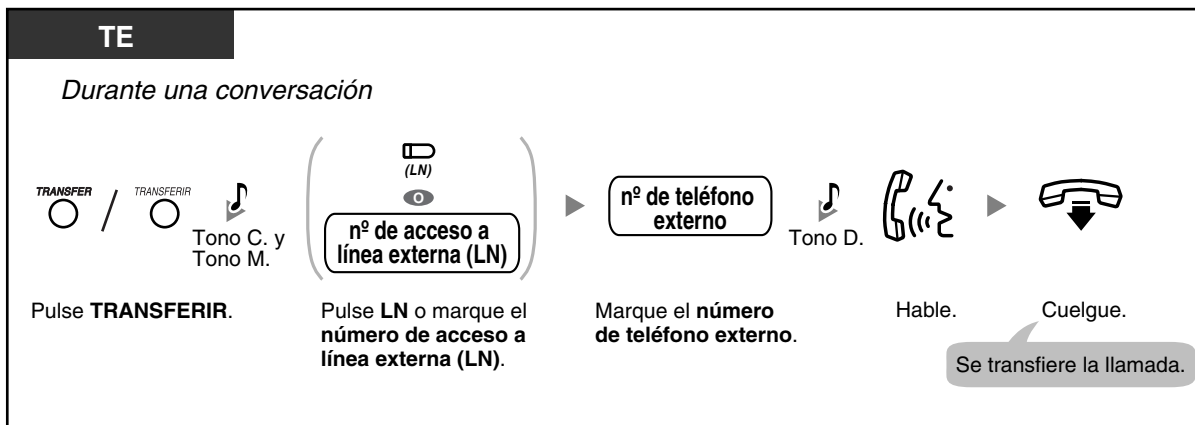 TE
Durante una conversación
TRANSFER / TRANSFERIR
Tono C. y
Tono M.
(LN)
O
nº de acceso a
línea externa (LN)
nº de teléfono
externo
Tono D.
Pulse TRANSFERIR.
Pulse LN o marque el
número de acceso a
línea externa (LN).
Marque el número
de teléfono externo.
Hable.
Cuelgue.
Se transfiere la llamada.